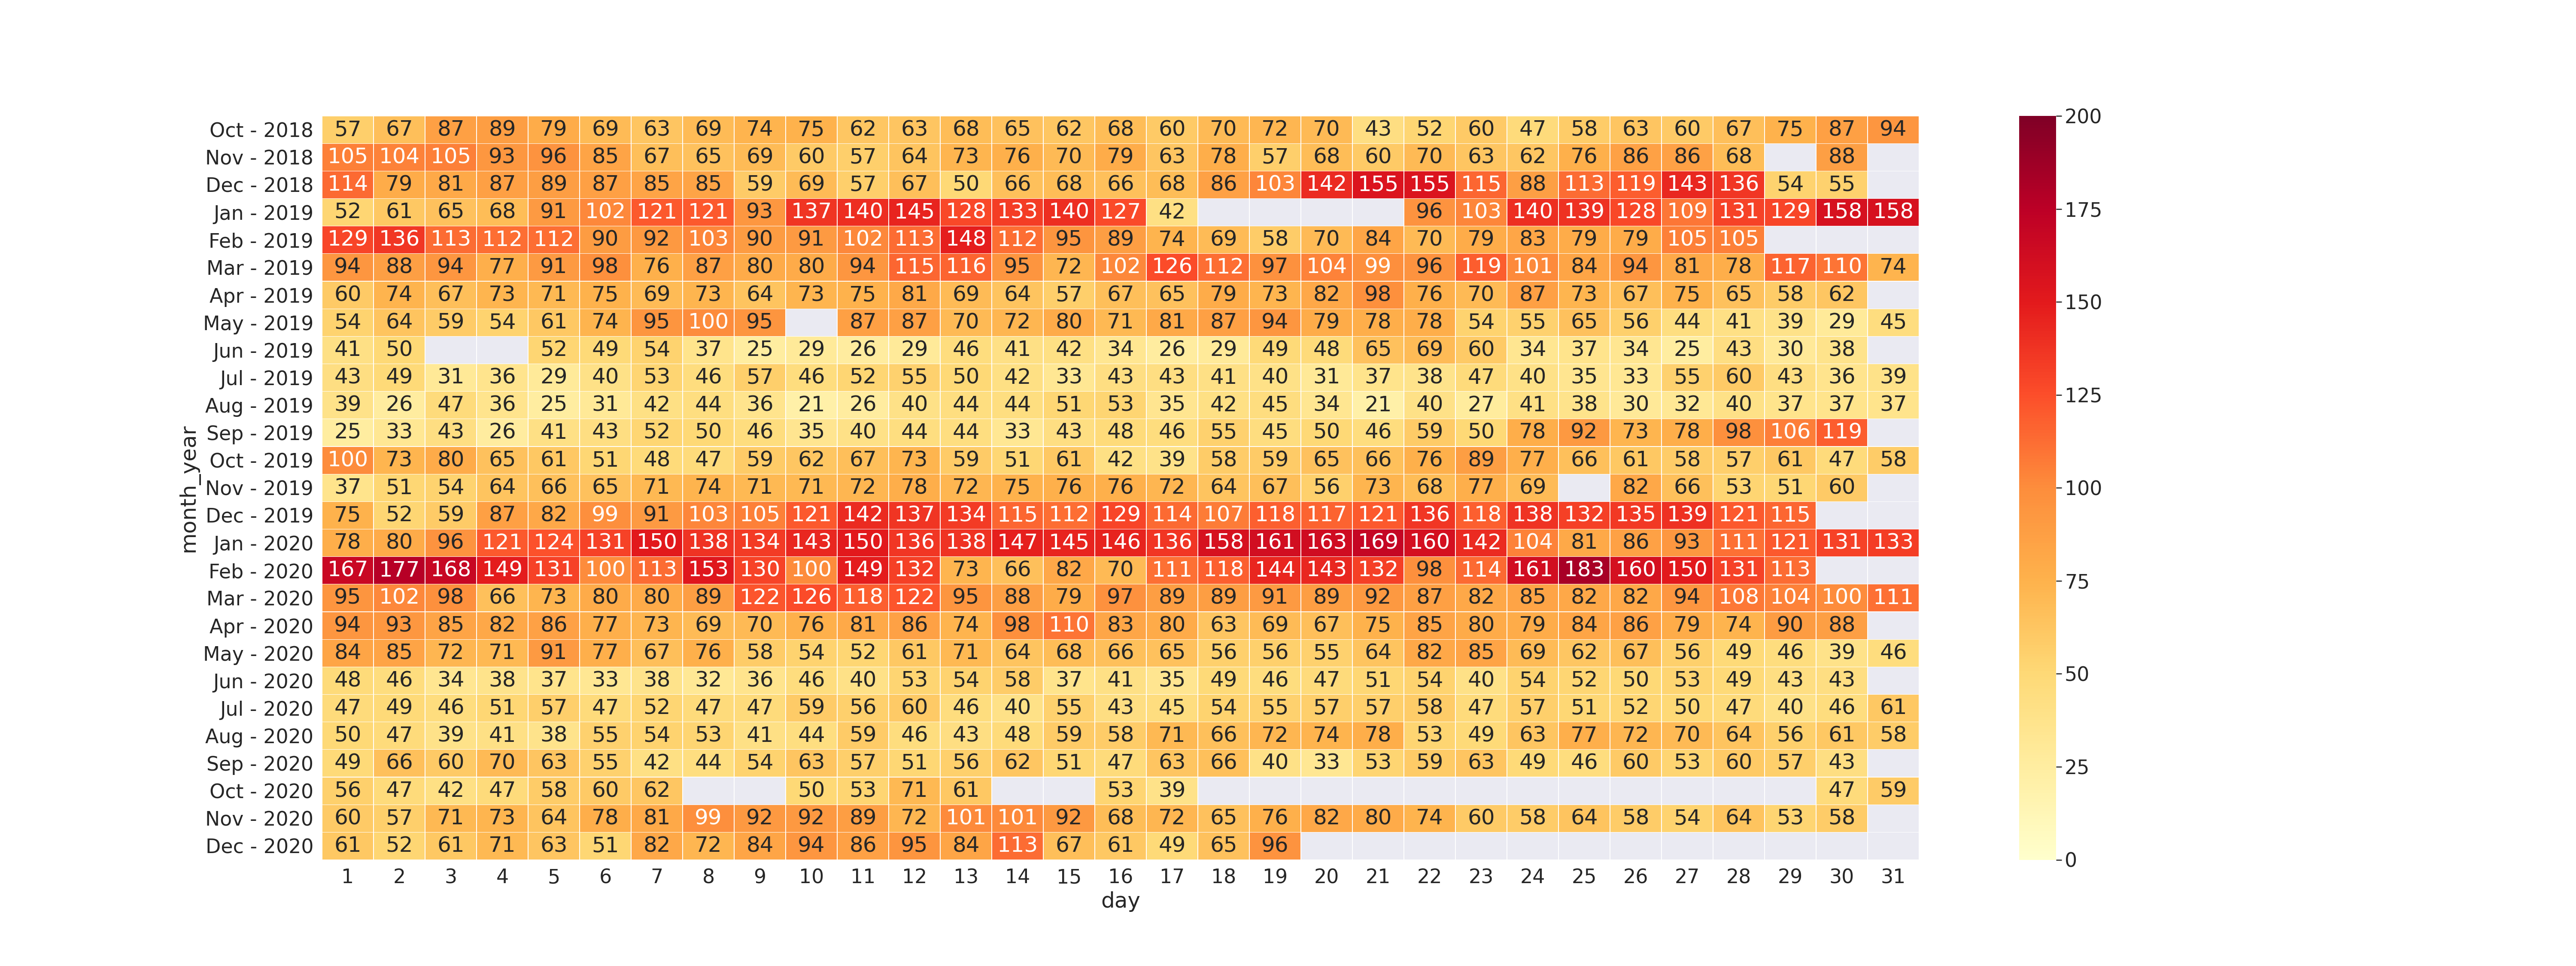 Oct - 2018 57 67 87 89 79 69 63 69 74 75 62 63 68 65 62 68 60 70 72 70 43 52 60 47 58 63 60 67 75 87 94
Nov - 2018 105 104 105 93 96 85 67 65 69 60 57 64 73 76 70 79 63 78 57 68 60 70 63 62 76 86 86 68 88
Dec - 2018 114 79 81 87 89 87 85 85 59 69 57 67 50 66 68 66 68 86 103 142 155 155 115 88 113 119 143 136 54 55
Jan - 2019 52 61 65 68 91 102 121 121 93 137 140 145 128 133 140 127 42 96 103 140 139 128 109 131 129 158 158
Feb - 2019 129 136 113 112 112 90 92 103 90 91 102 113 148 112 95 89 74 69 58 70 84 70 79 83 79 79 105 105
Mar - 2019 94 88 94 77 91 98 76 87 80 80 94 115 116 95 72 102 126 112 97 104 99 96 119 101 84 94 81 78 117 110 74
Apr - 2019 60 74 67 73 71 75 69 73 64 73 75 81 69 64 57 67 65 79 73 82 98 76 70 87 73 67 75 65 58 62
May - 2019 54 64 59 54 61 74 95 100 95 87 87 70 72 80 71 81 87 94 79 78 78 54 55 65 56 44 41 39 29 45
Jun - 2019 41 50 52 49 54 37 25 29 26 29 46 41 42 34 26 29 49 48 65 69 60 34 37 34 25 43 30 38
Jul - 2019 43 49 31 36 29 40 53 46 57 46 52 55 50 42 33 43 43 41 40 31 37 38 47 40 35 33 55 60 43 36 39
Aug - 2019 39 26 47 36 25 31 42 44 36 21 26 40 44 44 51 53 35 42 45 34 21 40 27 41 38 30 32 40 37 37 37
Sep - 2019 25 33 43 26 41 43 52 50 46 35 40 44 44 33 43 48 46 55 45 50 46 59 50 78 92 73 78 98 106 119
Oct - 2019 100 73 80 65 61 51 48 47 59 62 67 73 59 51 61 42 39 58 59 65 66 76 89 77 66 61 58 57 61 47 58
Nov - 2019 37 51 54 64 66 65 71 74 71 71 72 78 72 75 76 76 72 64 67 56 73 68 77 69 82 66 53 51 60
Dec - 2019 75 52 59 87 82 99 91 103 105 121 142 137 134 115 112 129 114 107 118 117 121 136 118 138 132 135 139 121 115
Jan - 2020 78 80 96 121 124 131 150 138 134 143 150 136 138 147 145 146 136 158 161 163 169 160 142 104 81 86 93 111 121 131 133
Feb - 2020 167 177 168 149 131 100 113 153 130 100 149 132 73 66 82 70 111 118 144 143 132 98 114 161 183 160 150 131 113
Mar - 2020 95 102 98 66 73 80 80 89 122 126 118 122 95 88 79 97 89 89 91 89 92 87 82 85 82 82 94 108 104 100 111
Apr - 2020 94 93 85 82 86 77 73 69 70 76 81 86 74 98 110 83 80 63 69 67 75 85 80 79 84 86 79 74 90 88
May - 2020 84 85 72 71 91 77 67 76 58 54 52 61 71 64 68 66 65 56 56 55 64 82 85 69 62 67 56 49 46 39 46
Jun - 2020 48 46 34 38 37 33 38 32 36 46 40 53 54 58 37 41 35 49 46 47 51 54 40 54 52 50 53 49 43 43
Jul - 2020 47 49 46 51 57 47 52 47 47 59 56 60 46 40 55 43 45 54 55 57 57 58 47 57 51 52 50 47 40 46 61
Aug - 2020 50 47 39 41 38 55 54 53 41 44 59 46 43 48 59 58 71 66 72 74 78 53 49 63 77 72 70 64 56 61 58
Sep - 2020 49 66 60 70 63 55 42 44 54 63 57 51 56 62 51 47 63 66 40 33 53 59 63 49 46 60 53 60 57 43
Oct - 2020 56 47 42 47 58 60 62 50 53 71 61 53 39 47 59
Nov - 2020 60 57 71 73 64 78 81 99 92 92 89 72 101 101 92 68 72 65 76 82 80 74 60 58 64 58 54 64 53 58
Dec - 2020 61 52 61 71 63 51 82 72 84 94 86 95 84 113 67 61 49 65 96
1 2 3 4 5 6 7 8 9 10 11 12 13 14 15 16 17 18 19 20 21 22 23 24 25 26 27 28 29 30 31
day
month_year
200
175
150
125
100
75
50
25
0